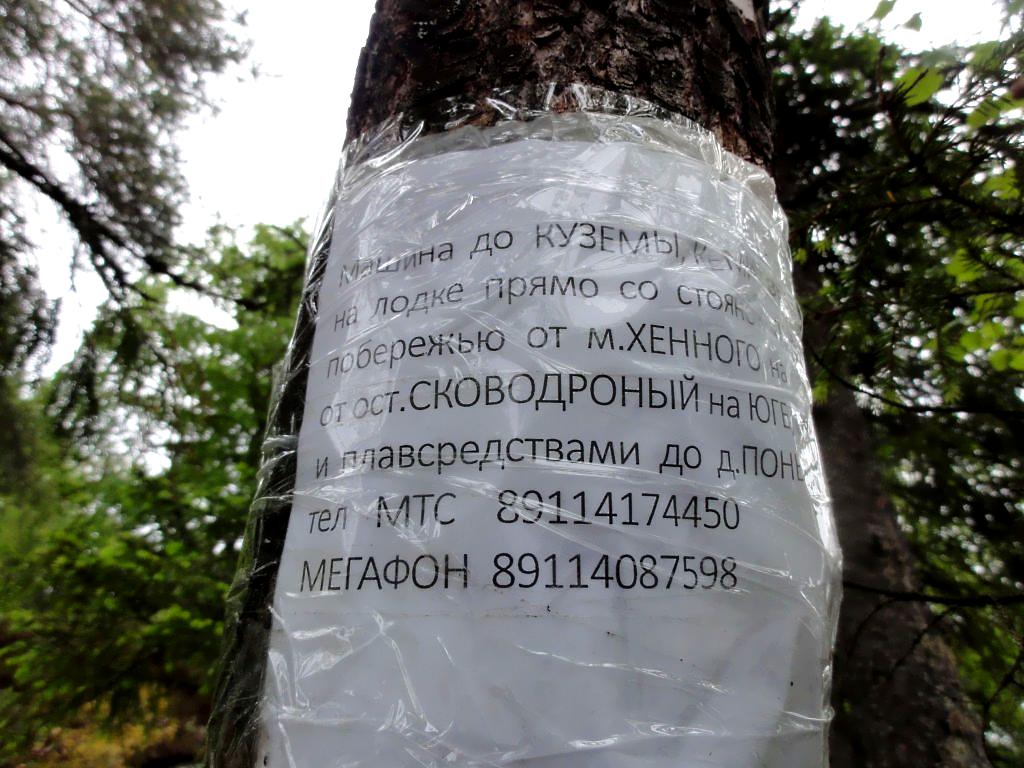 машина до КУЗЕМЫ,
на лодке прямо со
побережью от м.ХЕННОГО на
от ост.СКОВОДРОНЫЙ на
и плавсредствами до
тел МТС 89114174450
МЕГАФОН 89114087598